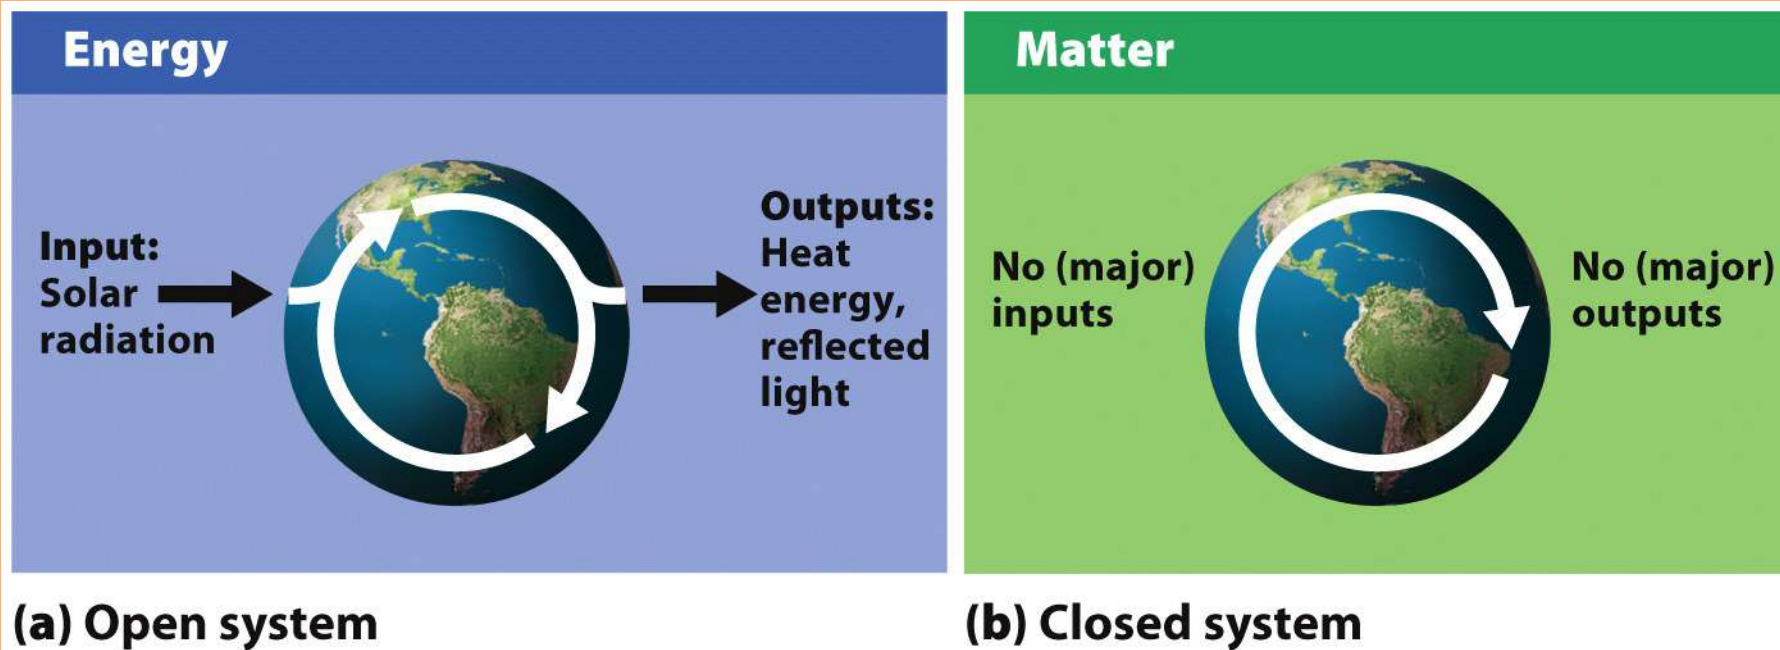 Energy
Input:
Solar
radiation
Outputs:
Heat
energy,
reflected
light
(a) Open system
Matter
No (major)
inputs
No (major)
outputs
(b) Closed system